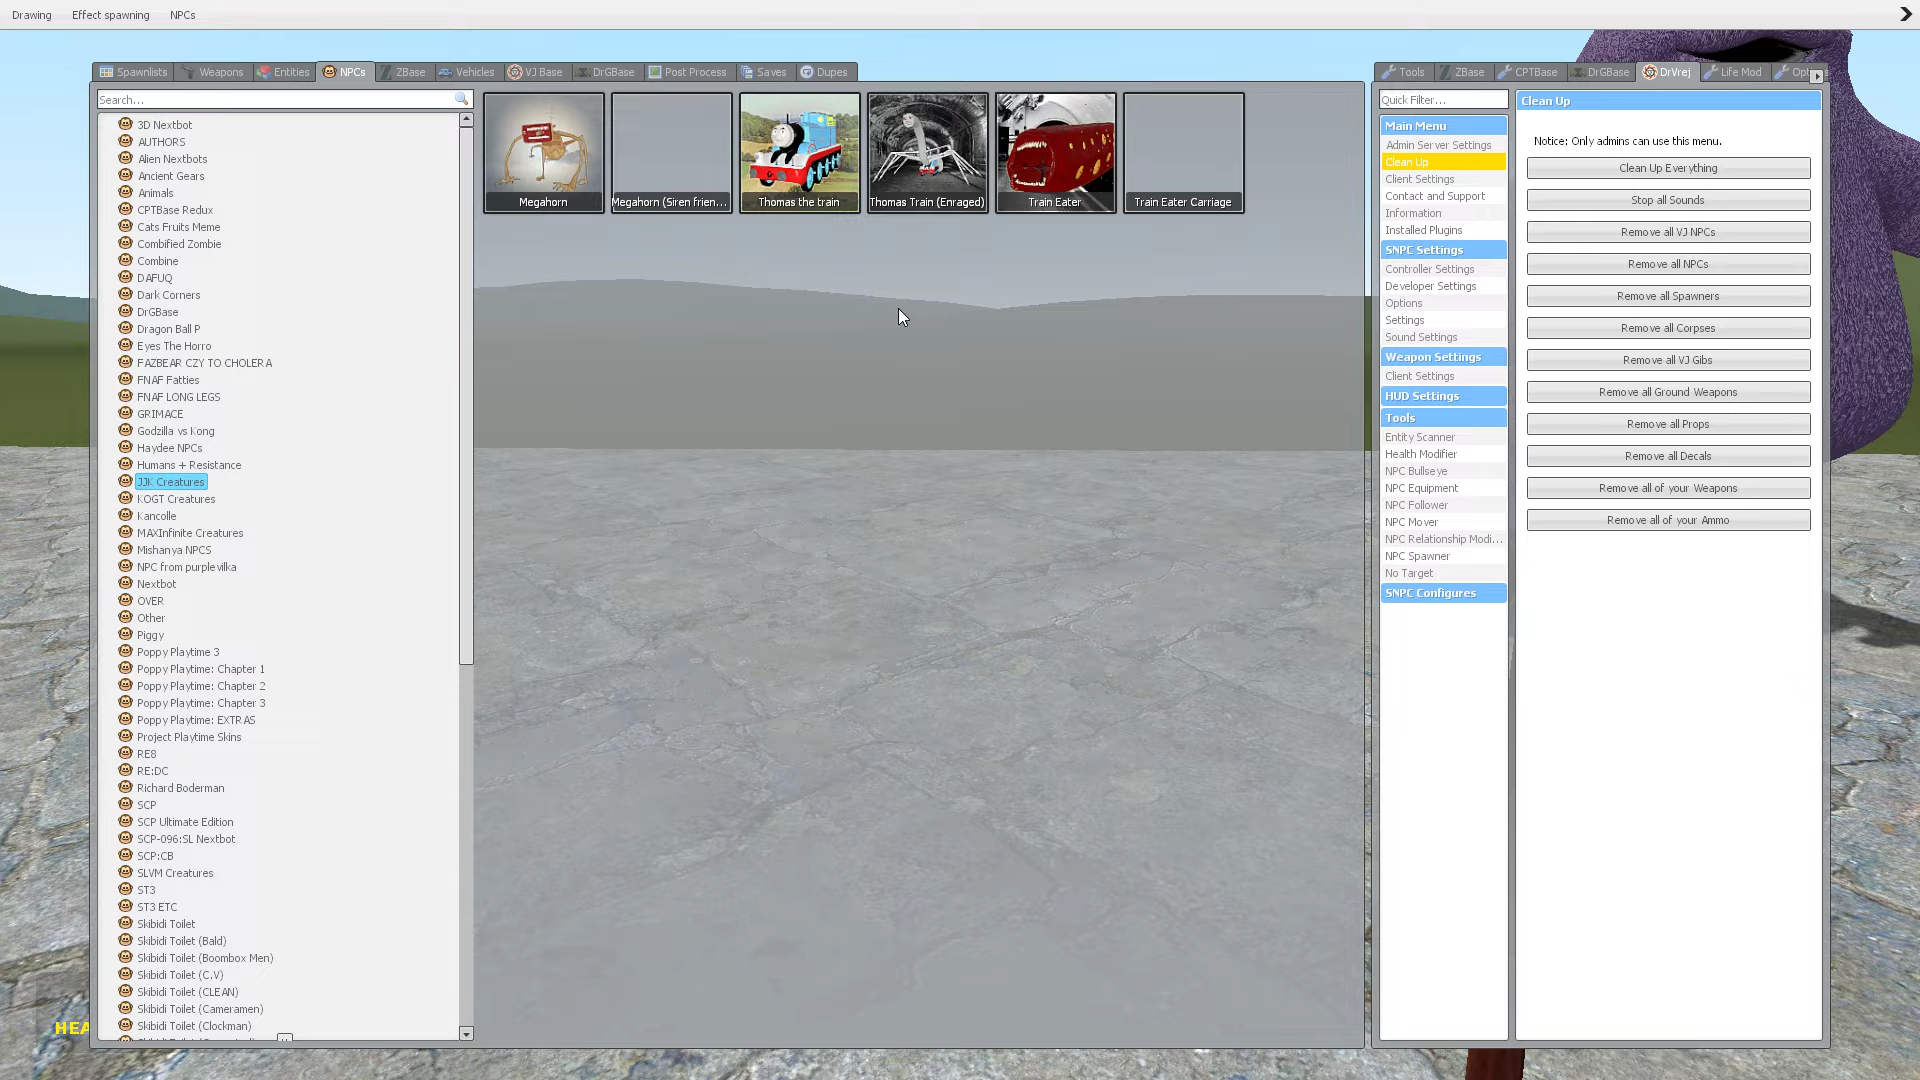 Drawing Effect spawning NPCs
Spawnlists Weapons Entities NPCs ZBase Vehicles VJ Base DrGBase Post Process Saves Dupes
Search...
3D Nextbot
AUTHORS
Alien Nextbots
Ancient Gears
Animals
CPTBase Redux
Cats Fruits Meme
Combified Zombie
Combine
DAFUQ
Dark Corners
DrGBase
Dragon Ball P
Eyes The Horro
FAZBEAR CZY TO CHOLERA
FNAF Fatties
FNAF LONG LEGS
GRIMACE
Godzilla vs Kong
Haydee NPCs
Humans + Resistance
JJK Creatures
KOGT Creatures
Kancolle
MAXInfinite Creatures
Mishanya NPCS
NPC from purplevilka
Nextbot
OVER
Other
Piggy
Poppy Playtime 3
Poppy Playtime: Chapter 1
Poppy Playtime: Chapter 2
Poppy Playtime: Chapter 3
Poppy Playtime: EXTRAS
Project Playtime Skins
RE8
RE:DC
Richard Boderman
SCP
SCP Ultimate Edition
SCP-096:SL Nextbot
SCP:CB
SLVM Creatures
ST3
ST3 ETC
Skibidi Toilet
Skibidi Toilet (Bald)
Skibidi Toilet (Boombox Men)
Skibidi Toilet (C.V)
Skibidi Toilet (CLEAN)
Skibidi Toilet (Cameramen)
Skibidi Toilet (Clockman)
HEA
Megahorn
Megahorn (Siren frien...
Thomas the train
Thomas Train (Enraged)
Train Eater
Train Eater Carriage
Tools ZBase CPTBase DrGBase DrVrej Life Mod
Quick Filter...
Main Menu
Admin Server Settings
Clean Up
Client Settings
Contact and Support
Information
Installed Plugins
SNPC Settings
Controller Settings
Developer Settings
Options
Settings
Sound Settings
Weapon Settings
Client Settings
HUD Settings
Tools
Entity Scanner
Health Modifier
NPC Bullseye
NPC Equipment
NPC Follower
NPC Mover
NPC Relationship Modi...
NPC Spawner
No Target
SNPC Configures
Clean Up
Notice: Only admins can use this menu.
Clean Up Everything
Stop all Sounds
Remove all VJ NPCs
Remove all NPCs
Remove all Spawners
Remove all Corpses
Remove all VJ Gibs
Remove all Ground Weapons
Remove all Props
Remove all Decals
Remove all of your Weapons
Remove all of your Ammo